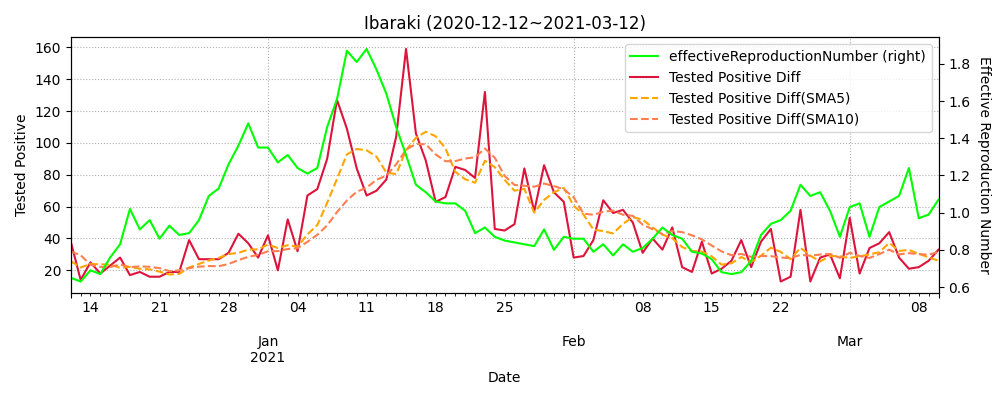 Ibaraki (2020-12-12~2021-03-12)
effectiveReproductionNumber (right)
Tested Positive Diff
Tested Positive Diff(SMA5)
Tested Positive Diff(SMA10)
Tested Positive
160
140
120
100
80
60
40
20
1.8
1.6
1.4
1.2
1.0
0.8
0.6
Effective Reproduction Number
14 21 28 04 11 18 25 08 15 22 08
Jan Feb Mar
2021
Date